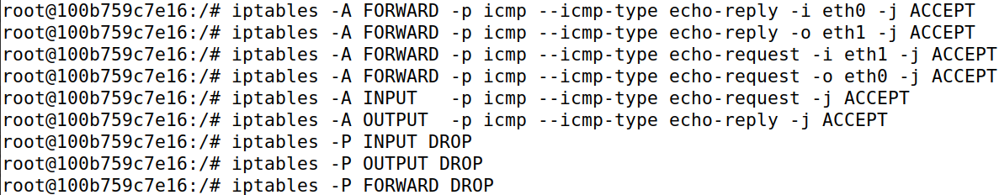 root@100b759c7e16:/# iptables -A FORWARD -p icmp --icmp-type echo-reply -i eth0 -j ACCEPT
root@100b759c7e16:/# iptables -A FORWARD -p icmp --icmp-type echo-reply -o eth1 -j ACCEPT
root@100b759c7e16:/# iptables -A FORWARD -p icmp --icmp-type echo-request -i eth1 -j ACCEPT
root@100b759c7e16:/# iptables -A FORWARD -p icmp --icmp-type echo-request -o eth0 -j ACCEPT
root@100b759c7e16:/# iptables -A INPUT   -p icmp --icmp-type echo-request -j ACCEPT
root@100b759c7e16:/# iptables -A OUTPUT  -p icmp --icmp-type echo-reply -j ACCEPT
root@100b759c7e16:/# iptables -P INPUT DROP
root@100b759c7e16:/# iptables -P OUTPUT DROP
root@100b759c7e16:/# iptables -P FORWARD DROP